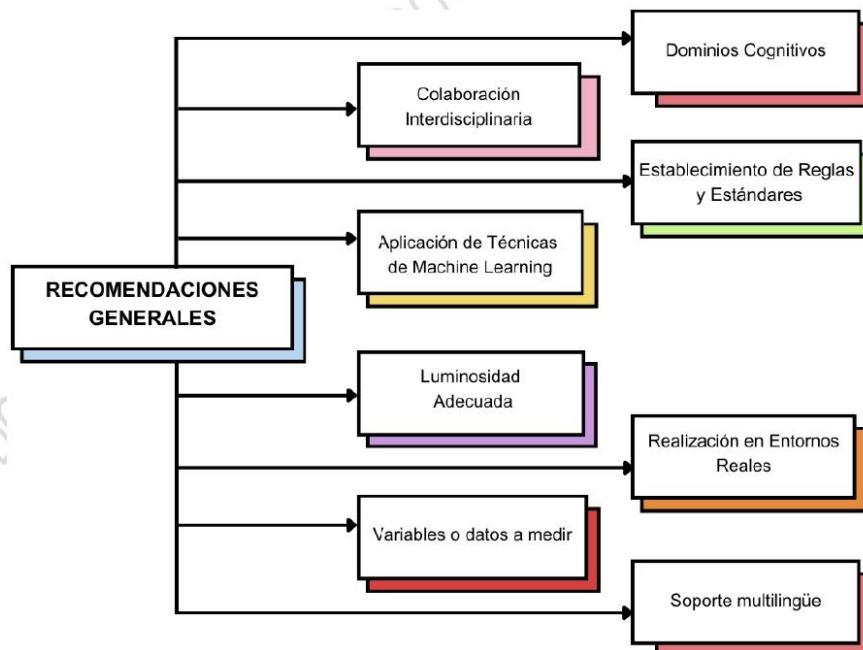 Dominios Cognitivos
Colaboración
Interdisciplinaria
Establecimiento de Reglas
y Estándares
Aplicación de Técnicas
de Machine Learning
RECOMENDACIONES
GENERALES
Luminosidad
Adecuada
Realización en Entornos
Reales
Variables o datos a medir
Soporte multilingüe